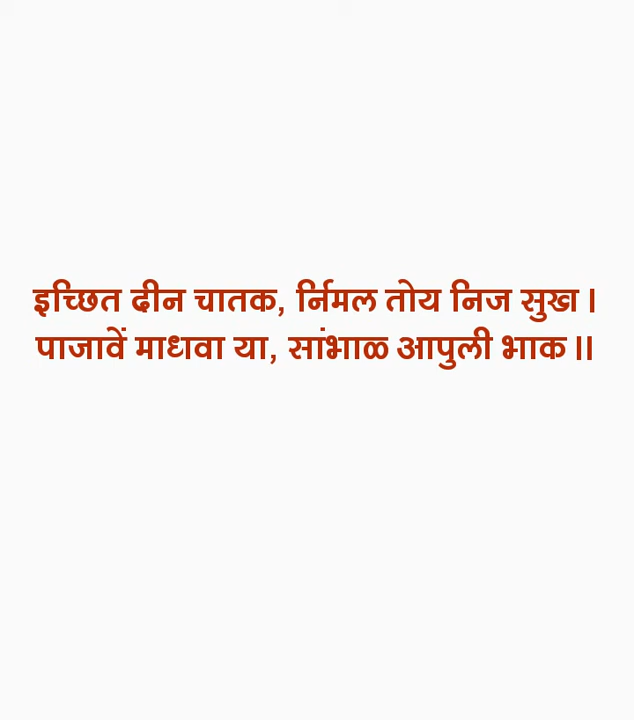 इच्छित दीन चातक, र्निमल तोय निज सुख ।
पाजावें माधवा या, सांभाळ आपुली भाक ।।